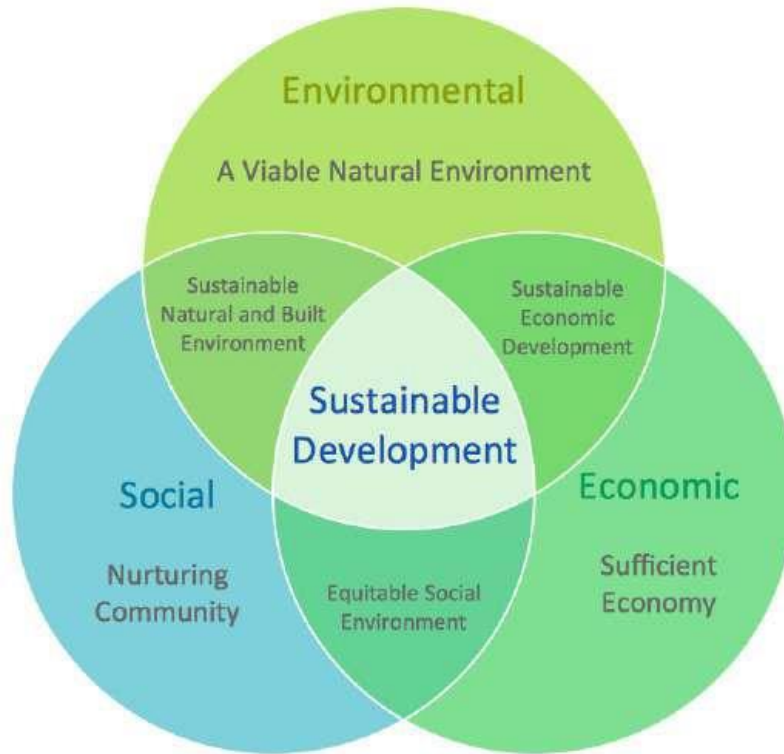 Environmental
A Viable Natural Environment
Sustainable
Natural and Built
Environment
Sustainable
Economic
Development
Sustainable
Development
Social
Nurturing
Community
Economic
Sufficient
Economy
Equitable Social
Environment